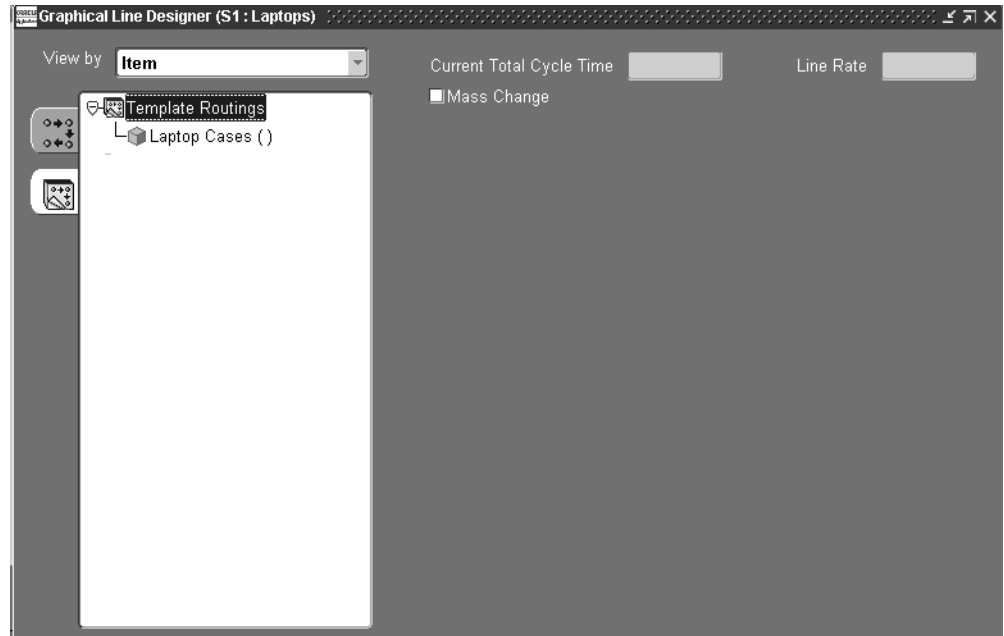 Graphical Line Designer (S1 : Laptops)
View by Item
Current Total Cycle Time
Line Rate
Mass Change
Template Routings
Laptop Cases ( )